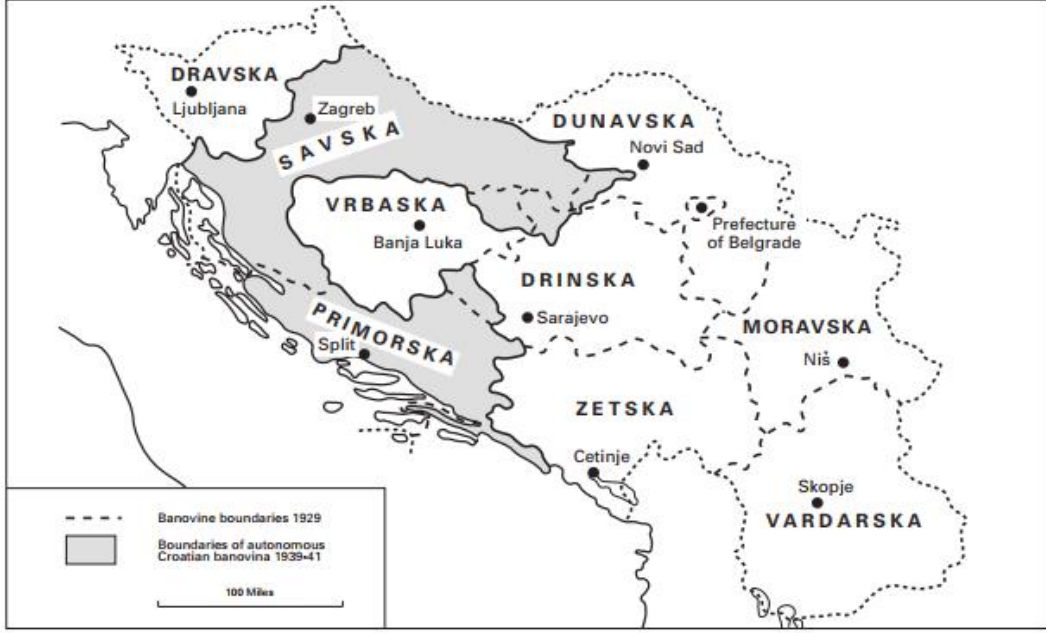 DRAVSKA
Ljubljana
Zagreb
SAVSKA
DUNAVSKA
Novi Sad
VRBASKA
Banja Luka
Prefecture
of Belgrade
DRINSKA
Sarajevo
PRIMORSKA
Split
MORAVSKA
Niš
ZETSKA
Cetinje
Skopje
VARDARSKA
Banovine boundaries 1929
Boundaries of autonomous
Croatian banovina 1939-41
100 Miles